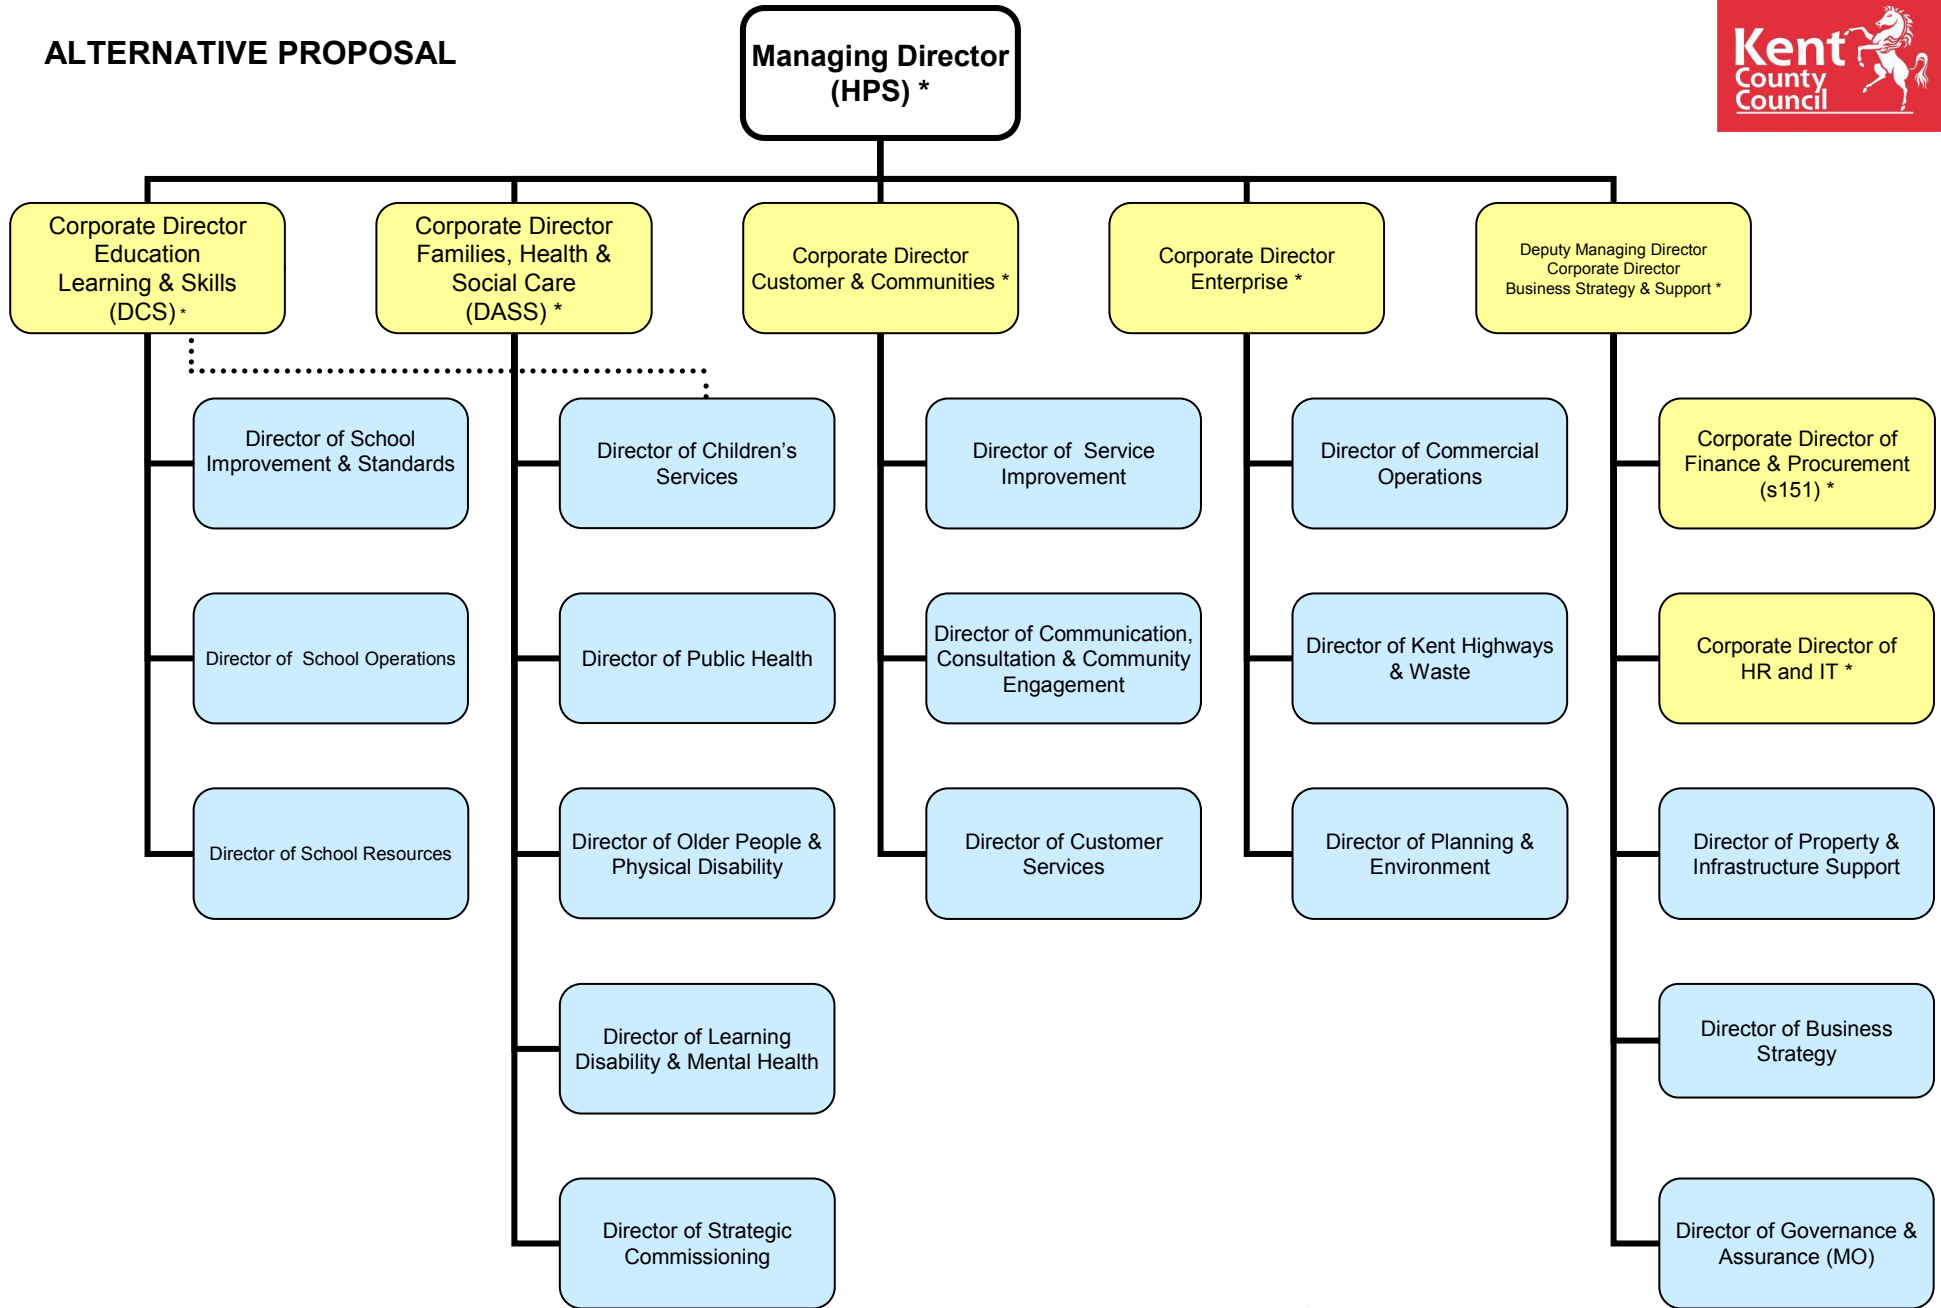 ALTERNATIVE PROPOSAL
Managing Director
(HPS) *
Kent
County
Council
Corporate Director
Education
Learning & Skills
(DCS) *
Corporate Director
Families, Health &
Social Care
(DASS) *
Corporate Director
Customer & Communities *
Corporate Director
Enterprise *
Deputy Managing Director
Corporate Director
Business Strategy & Support *
Director of School
Improvement & Standards
Director of Children's
Services
Director of Service
Improvement
Director of Commercial
Operations
Corporate Director of
Finance & Procurement
(s151) *
Director of School Operations
Director of Public Health
Director of Communication,
Consultation & Community
Engagement
Director of Kent Highways
& Waste
Corporate Director of
HR and IT *
Director of School Resources
Director of Older People &
Physical Disability
Director of Customer
Services
Director of Planning &
Environment
Director of Property &
Infrastructure Support
Director of Learning
Disability & Mental Health
Director of Business
Strategy
Director of Strategic
Commissioning
Director of Governance &
Assurance (MO)